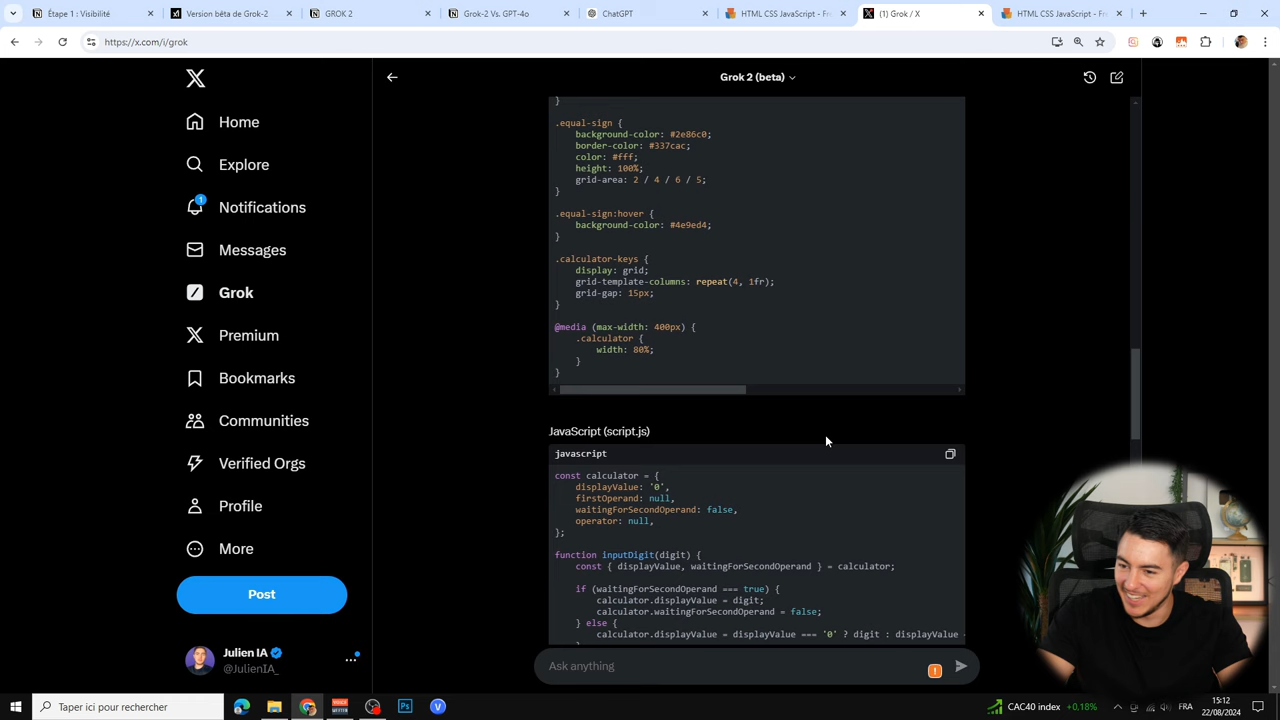 Étape 1 : Visibilité
Version bêta de Grok-2
GROK 2
Grok-2 Vs. GPT-4o
ChatGPT
HTML CSS JavaScript - Fr
(1) Grok / X
HTML CSS JavaScript - Fr
https://x.com/i/grok
Grok 2 (beta)
Home
Explore
1
Notifications
Messages
Grok
Premium
Bookmarks
Communities
Verified Orgs
Profile
More
Post
Julien IA
@JulienIA_
}
.equal-sign {
background-color: #2e86c0;
border-color: #337cac;
color: #fff;
height: 100%;
grid-area: 2 / 4 / 6 / 5;
}
.equal-sign:hover {
background-color: #4e9ed4;
}
.calculator-keys {
display: grid;
grid-template-columns: repeat(4, 1fr);
grid-gap: 15px;
}
@media (max-width: 400px) {
.calculator {
width: 80%;
}
}
JavaScript (script.js)
javascript
const calculator = {
displayValue: '0',
firstOperand: null,
waitingForSecondOperand: false,
operator: null,
};
function inputDigit(digit) {
const { displayValue, waitingForSecondOperand } = calculator;
if (waitingForSecondOperand === true) {
calculator.displayValue = digit;
calculator.waitingForSecondOperand = false;
} else {
calculator.displayValue = displayValue === '0' ? digit : displayValue
Ask anything
Taper ici pour rechercher
CAC40 index +0,18%
FRA
15:12
22/08/2024